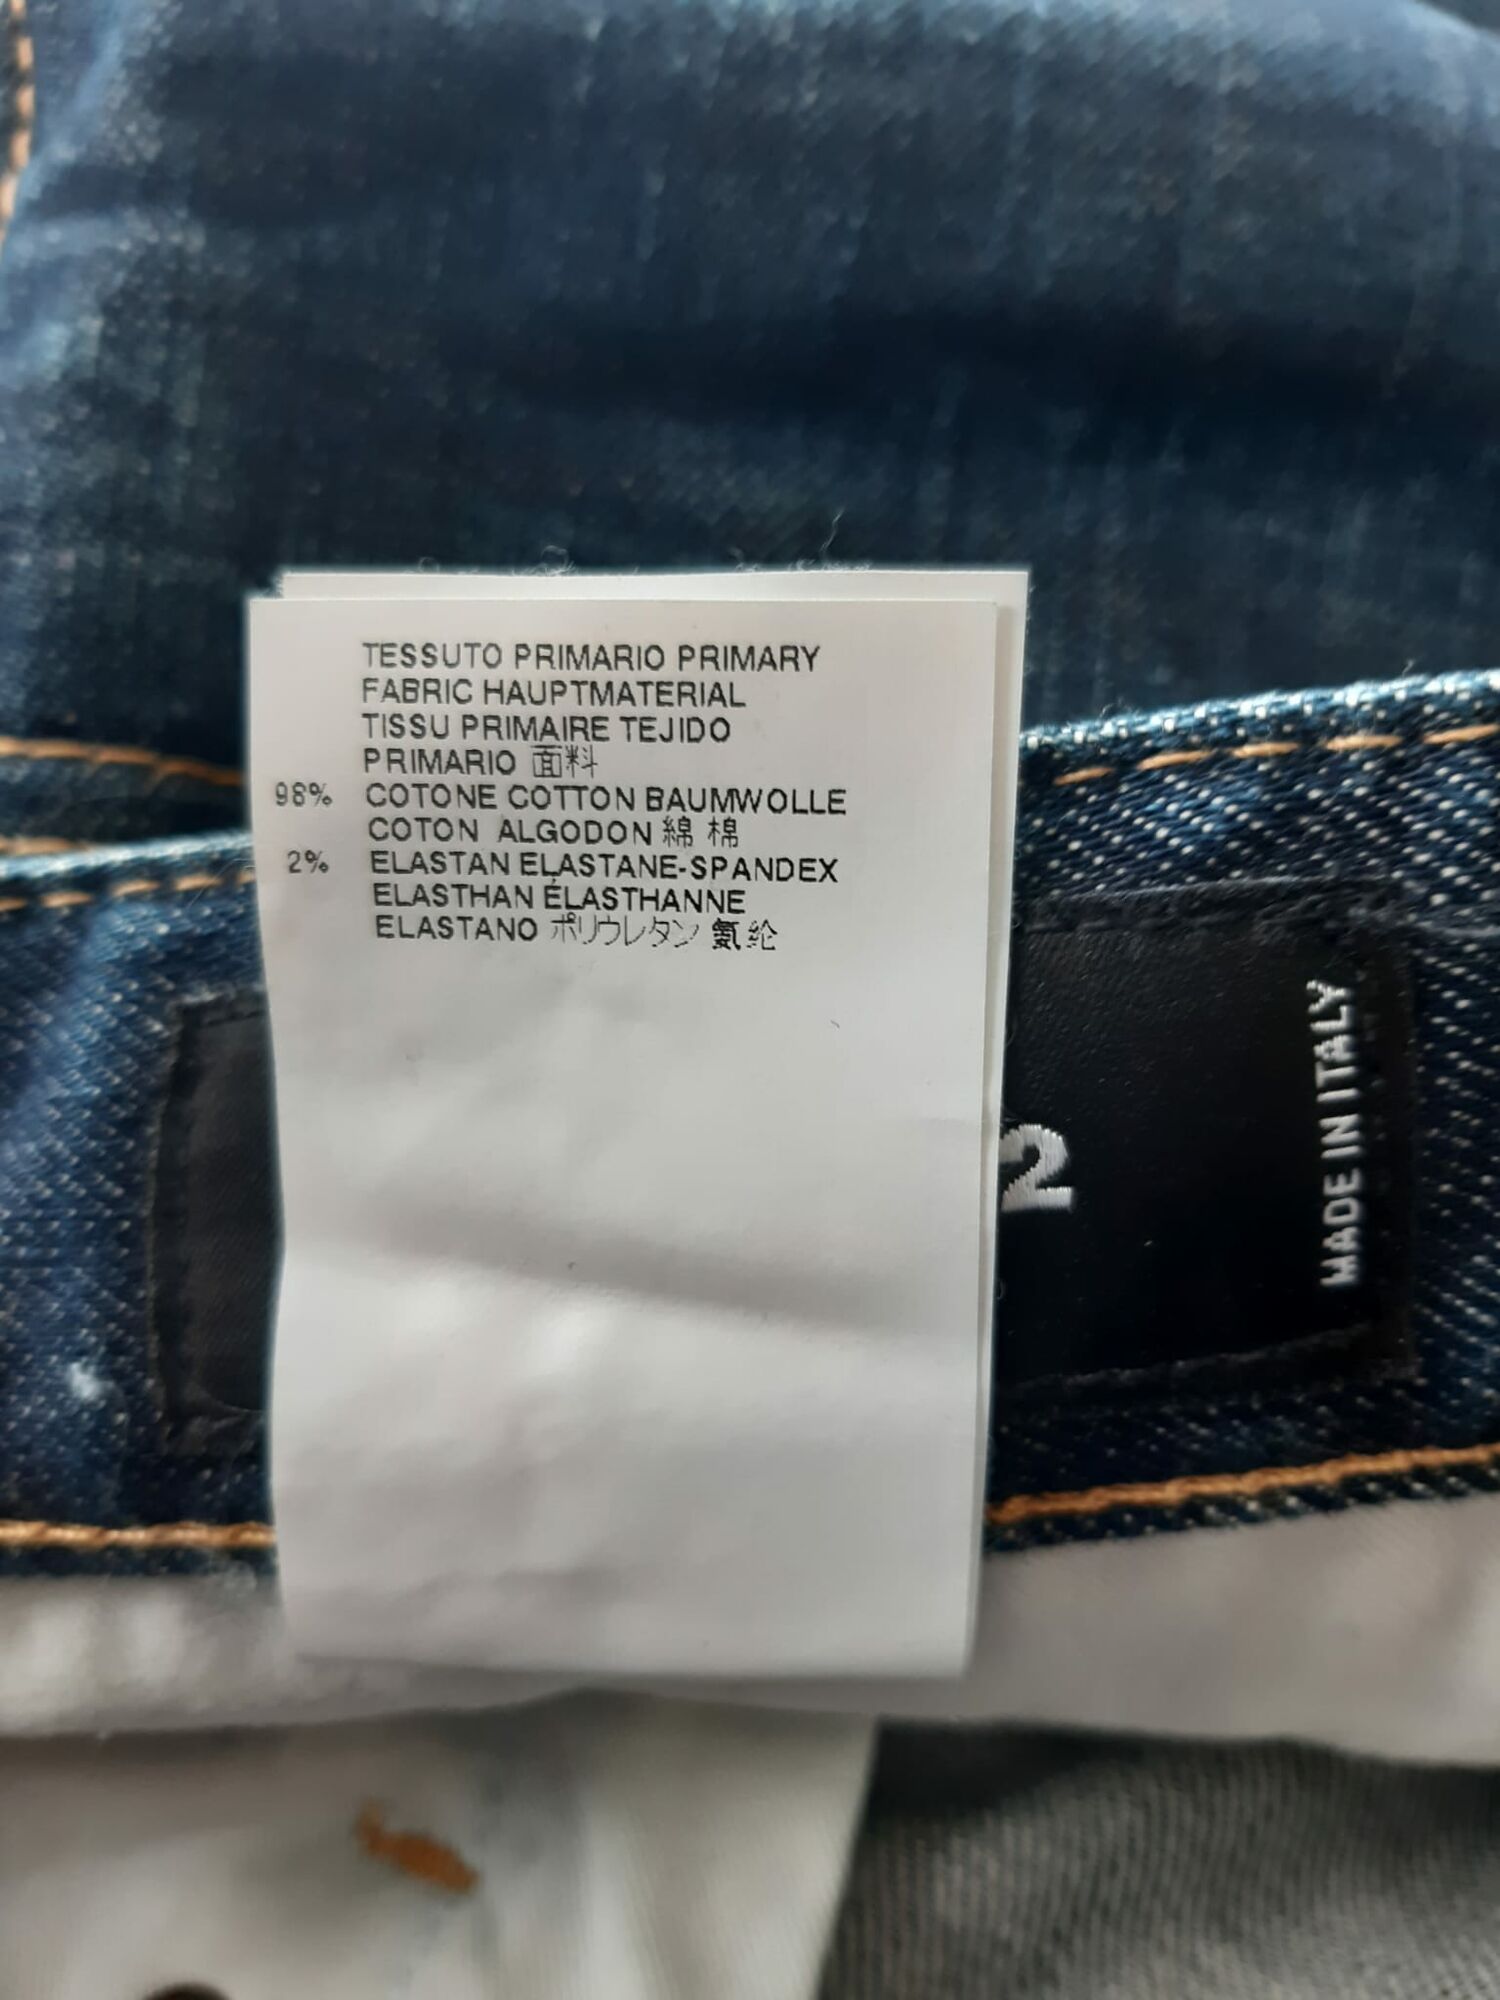 TESSUTO PRIMARIO PRIMARY
FABRIC HAUPTMATERIAL
TISSU PRIMAIRE TEJIDO
PRIMARIO 面料
98% COTONE COTTON BAUMWOLLE
COTON ALGODON 綿 棉
2% ELASTAN ELASTANE-SPANDEX
ELASTHAN ÉLASTHANNE
ELASTANO ポリウレタン 氨纶
2
MADE IN ITALY